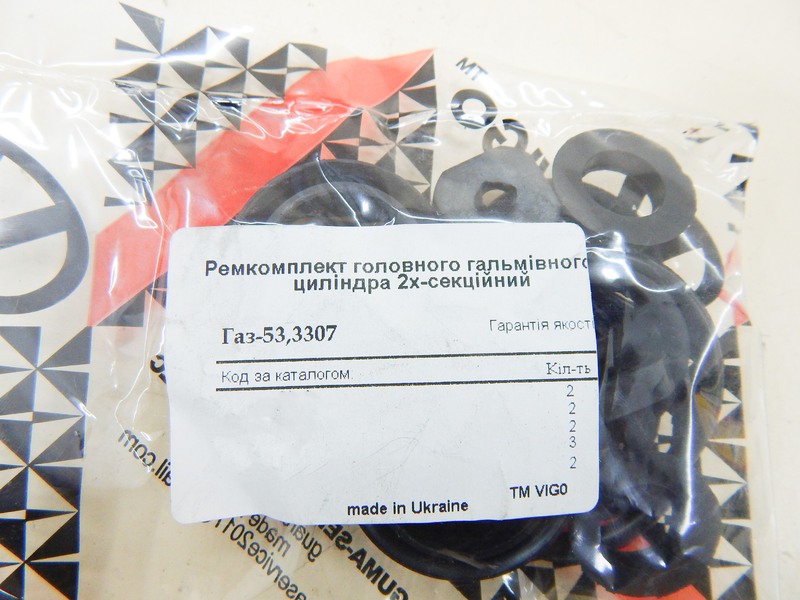 Ремкомплект головного гальмівного
циліндра 2х-секційний
Газ-53,3307
Гарантія якості
Код за каталогом.
Кіл-ть
2
2
2
3
2
made in Ukraine
TM VIGO